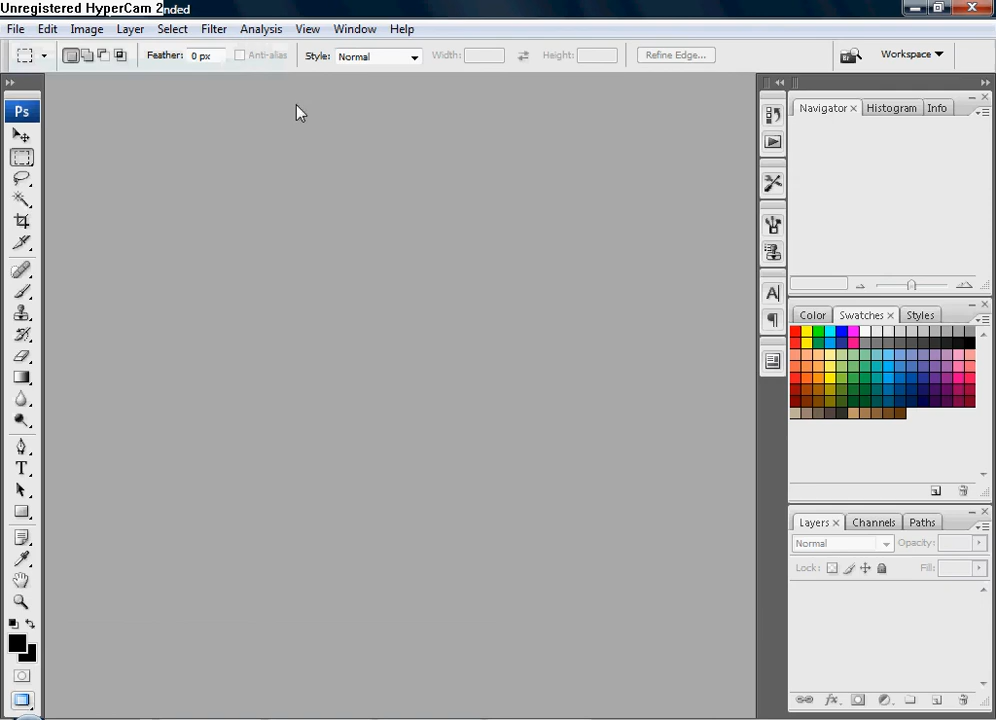 Unregistered HyperCam 2nded
File Edit Image Layer Select Filter Analysis View Window Help
Feather: 0 px Anti-alias Style: Normal Width: Height: Refine Edge... Workspace
Ps
Navigator Histogram Info
Color Swatches Styles
Layers Channels Paths
Normal Opacity:
Lock: Fill: